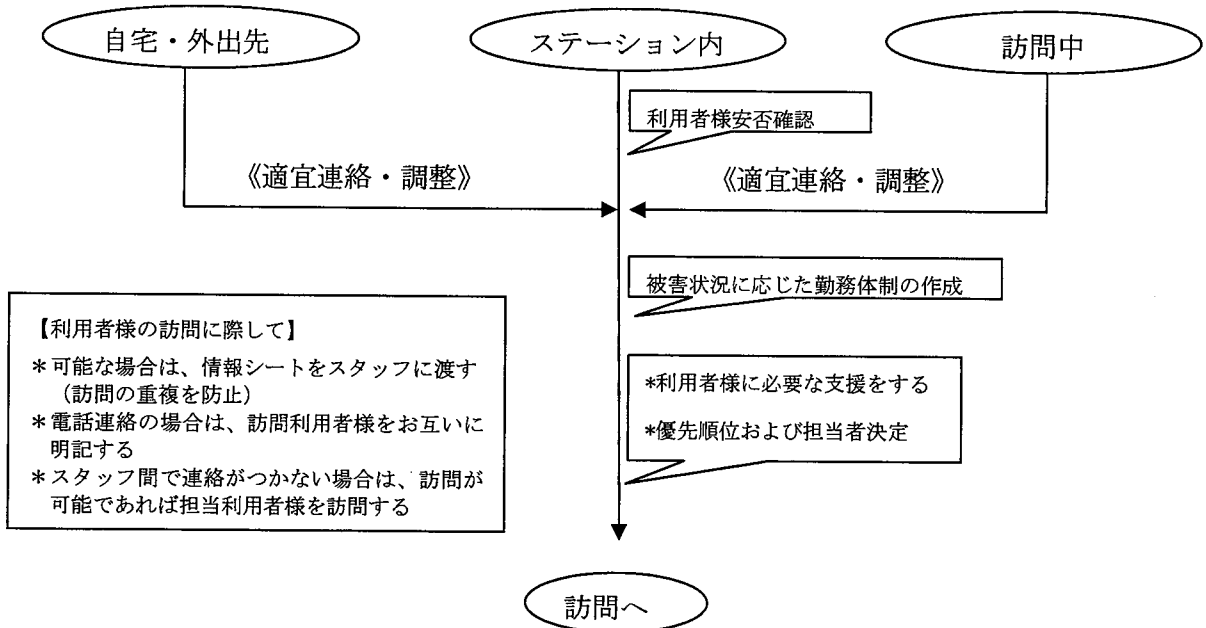 自宅・外出先
ステーション内
訪問中
利用者様安否確認
《適宜連絡・調整》
《適宜連絡・調整》
被害状況に応じた勤務体制の作成
【利用者様の訪問に際して】
＊可能な場合は、情報シートをスタッフに渡す
（訪問の重複を防止）
＊電話連絡の場合は、訪問利用者様をお互いに
明記する
＊スタッフ間で連絡がつかない場合は、訪問が
可能であれば担当利用者様を訪問する
*利用者様に必要な支援をする
*優先順位および担当者決定
訪問へ